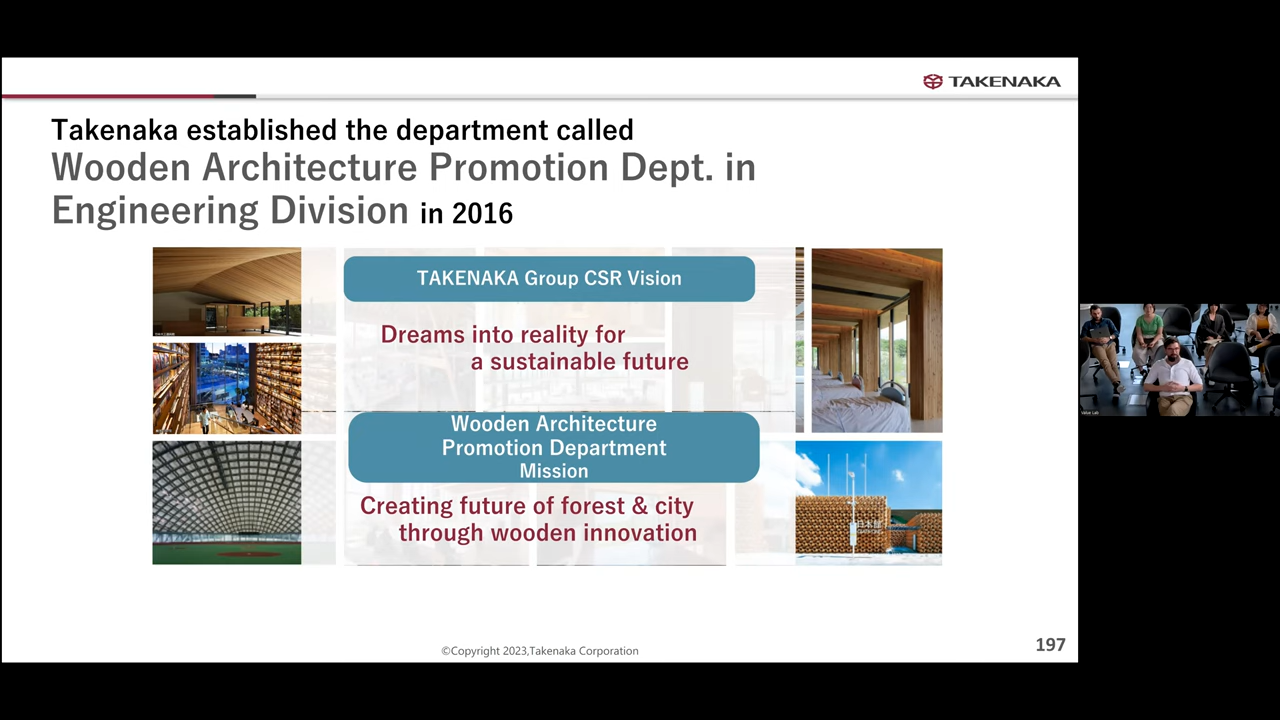 TAKENAKA
Takenaka established the department called
Wooden Architecture Promotion Dept. in
Engineering Division in 2016
TAKENAKA Group CSR Vision
Dreams into reality for
a sustainable future
Wooden Architecture
Promotion Department
Mission
Creating future of forest & city
through wooden innovation
©Copyright 2023,Takenaka Corporation
197
Value Lab